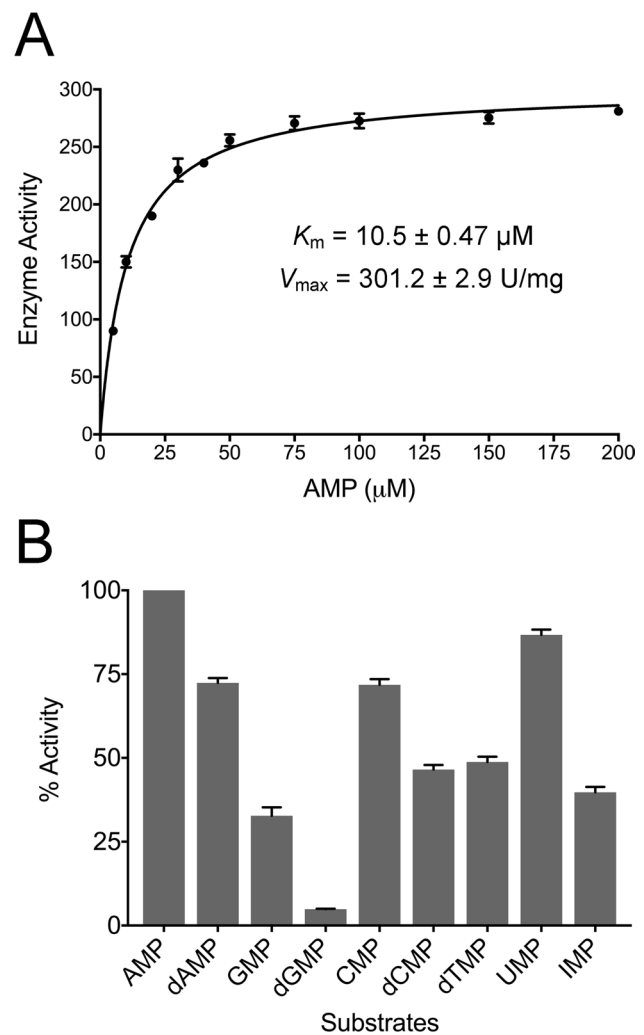 A
300
250
200
150
100
50
0
Enzyme Activity
Km = 10.5 ± 0.47 μM
Vmax = 301.2 ± 2.9 U/mg
0 25 50 75 100 125 150 175 200
AMP (μM)
B
100
75
50
25
0
% Activity
AMP dAMP GMP dGMP CMP dCMP dTMP UMP IMP
Substrates